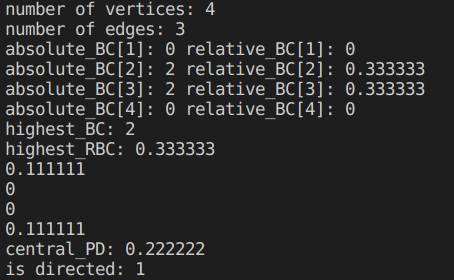 number of vertices: 4
number of edges: 3
absolute_BC[1]: 0 relative_BC[1]: 0
absolute_BC[2]: 2 relative_BC[2]: 0.333333
absolute_BC[3]: 2 relative_BC[3]: 0.333333
absolute_BC[4]: 0 relative_BC[4]: 0
highest_BC: 2
highest_RBC: 0.333333
0.111111
0
0
0.111111
central_PD: 0.222222
is directed: 1